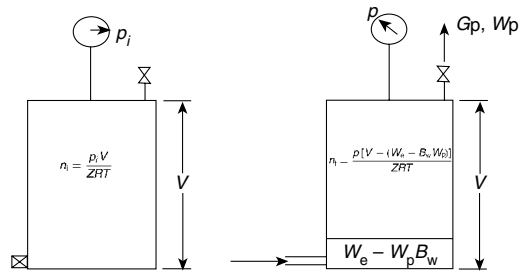 p_i
n_i = p_i V / ZRT
V
p
G_p, W_p
n_f = p [V – (W_e – B_w W_p)] / ZRT
V
W_e – W_p B_w